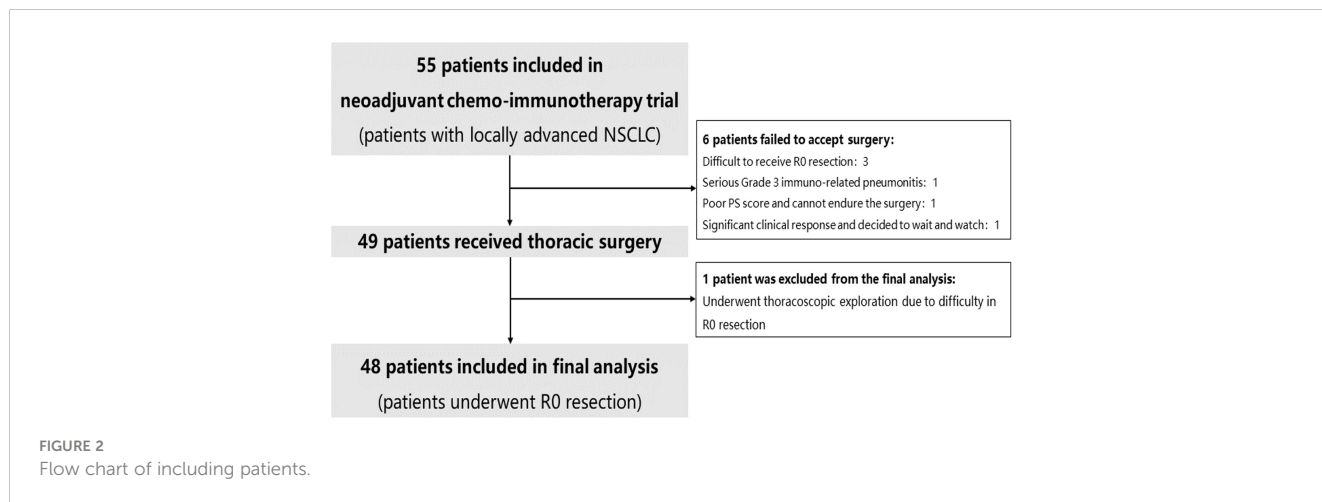 55 patients included in
neoadjuvant chemo-immunotherapy trial
(patients with locally advanced NSCLC)
6 patients failed to accept surgery:
Difficult to receive R0 resection: 3
Serious Grade 3 immuno-related pneumonitis: 1
Poor PS score and cannot endure the surgery: 1
Significant clinical response and decided to wait and watch: 1
49 patients received thoracic surgery
1 patient was excluded from the final analysis:
Underwent thoracoscopic exploration due to difficulty in
R0 resection
48 patients included in final analysis
(patients underwent R0 resection)
FIGURE 2
Flow chart of including patients.